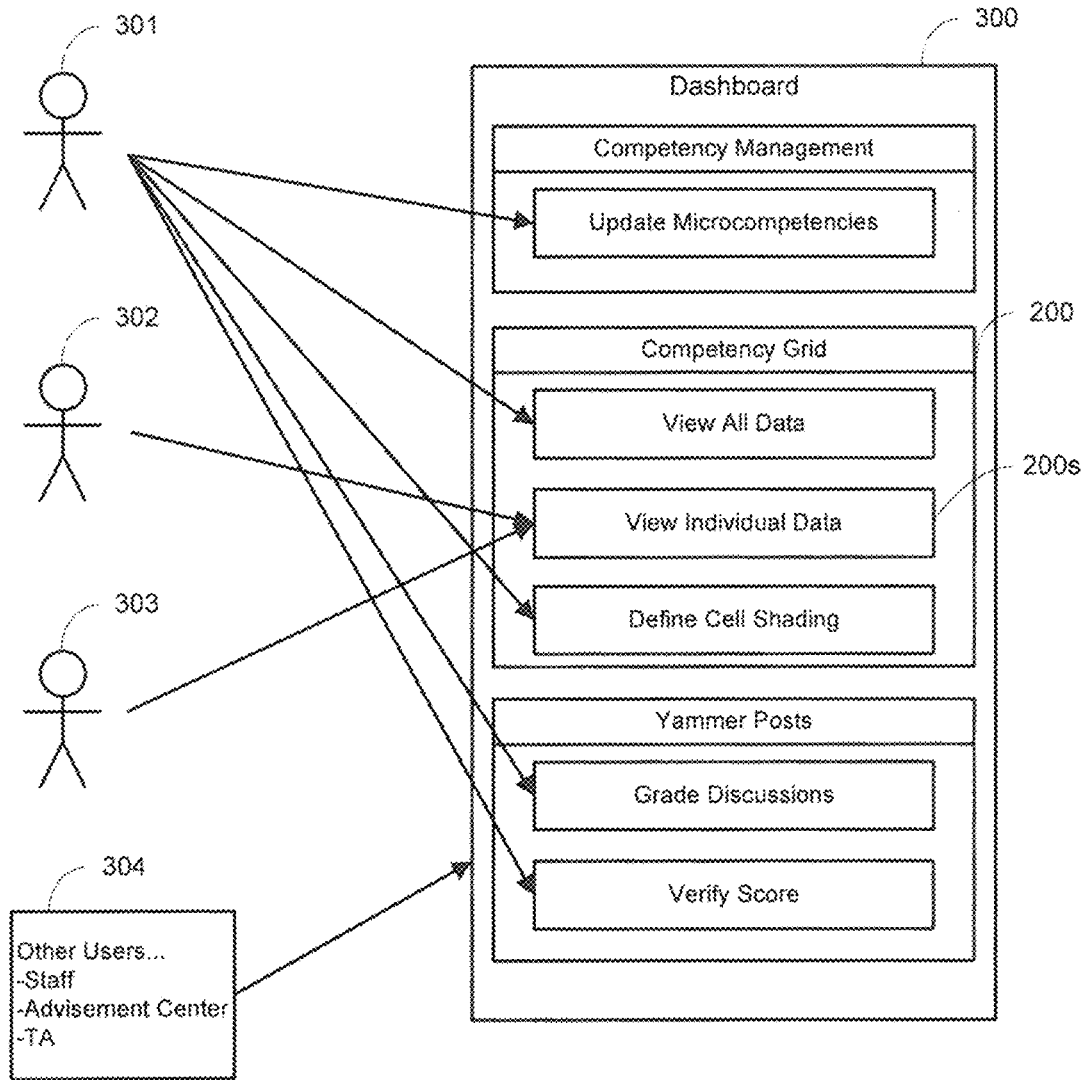 301
300
Dashboard
Competency Management
Update Microcompetencies
302
200
Competency Grid
View All Data
200s
View Individual Data
303
Define Cell Shading
Yammer Posts
Grade Discussions
304
Verify Score
Other Users...
-Staff
-Advisement Center
-TA